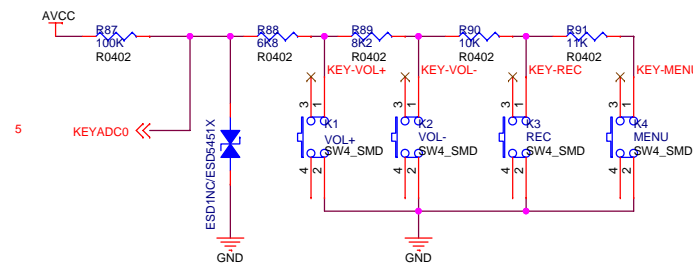 AVCC
R87
100K
R0402
R88
6K8
R0402
R89
8K2
R0402
R90
10K
R0402
R91
11K
R0402
KEY-VOL+
KEY-VOL-
KEY-REC
KEY-MENU
5
KEYADC0
ESD1NC/ESD5451X
3
1
K1
VOL+
SW4_SMD
4
2
3
1
K2
VOL-
SW4_SMD
4
2
3
1
K3
REC
SW4_SMD
4
2
3
1
K4
MENU
SW4_SMD
4
2
GND
GND